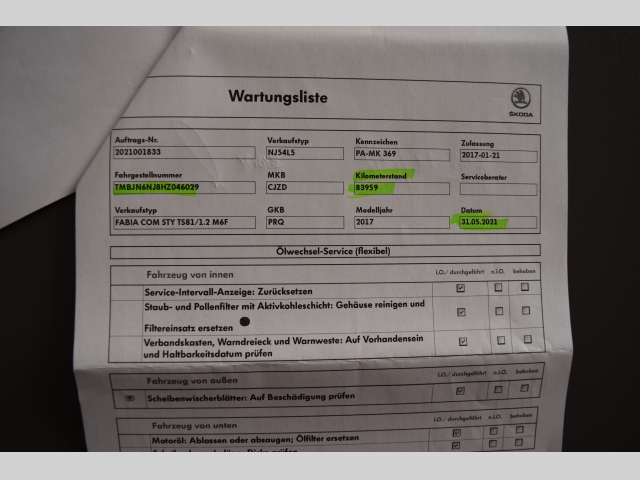 Wartungsliste
ŠKODA
Auftrags-Nr. Verkaufstyp Kennzeichen Zulassung
2021001833 NJ54L5 PA-MK 369 2017-01-21
Fahrgestellnummer MKB Kilometerstand Serviceberater
TMBJN6NJ8HZ046029 CJZD 83959
Verkaufstyp GKB Modelljahr Datum
FABIA COM STY TS81/1.2 M6F PRQ 2017 31.05.2021
Ölwechsel-Service (flexibel)
Fahrzeug von innen i.O./ durchgeführt n.i.O. behoben
Service-Intervall-Anzeige: Zurücksetzen
Staub- und Pollenfilter mit Aktivkohleschicht: Gehäuse reinigen und
Filtereinsatz ersetzen
Verbandskasten, Warndreieck und Warnweste: Auf Vorhandensein
und Haltbarkeitsdatum prüfen
Fahrzeug von außen i.O./ durchgeführt n.i.O. behoben
Scheibenwischerblätter: Auf Beschädigung prüfen
Fahrzeug von unten i.O./ durchgeführt n.i.O. behoben
Motoröl: Ablassen oder absaugen; Ölfilter ersetzen